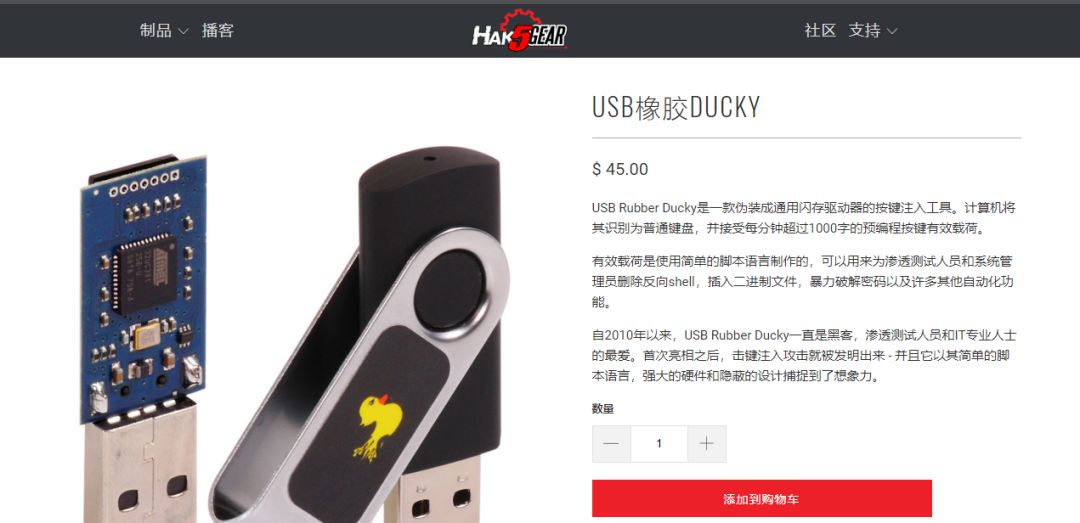 制品 播客
HAK5GEAR
社区 支持
USB橡胶DUCKY
$ 45.00
USB Rubber Ducky是一款伪装成通用闪存驱动器的按键注入工具。计算机将
其识别为普通键盘，并接受每分钟超过1000字的预编程按键有效载荷。
有效载荷是使用简单的脚本语言制作的，可以用来为渗透测试人员和系统管
理员删除反向shell，插入二进制文件，暴力破解密码以及许多其他自动化功
能。
自2010年以来，USB Rubber Ducky一直是黑客，渗透测试人员和IT专业人士
的最爱。首次亮相之后，击键注入攻击就被发明出来 - 并且它以其简单的脚
本语言，强大的硬件和隐蔽的设计捕捉到了想象力。
数量
1
添加到购物车